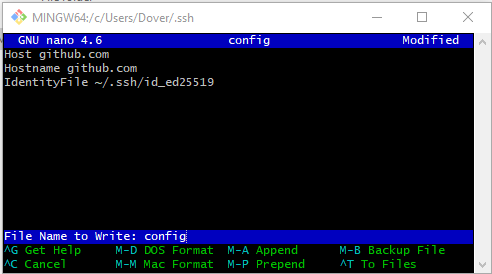 MINGW64:/c/Users/Dover/.ssh
GNU nano 4.6 config Modified
Host github.com
Hostname github.com
IdentityFile ~/.ssh/id_ed25519
File Name to Write: config
^G Get Help M-D DOS Format M-A Append M-B Backup File
^C Cancel M-M Mac Format M-P Prepend ^T To Files